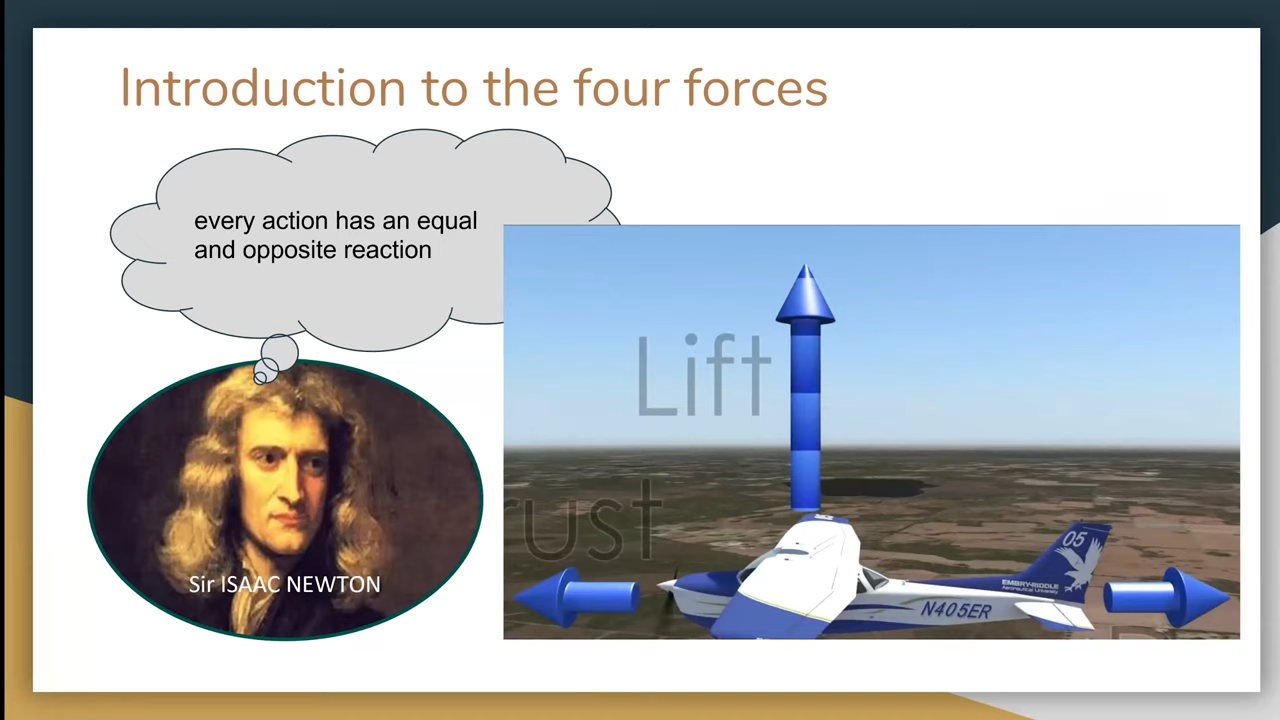 Introduction to the four forces
every action has an equal
and opposite reaction
Lift
rust
Sir ISAAC NEWTON
05
EMBRY-RIDDLE
Aeronautical University
N405ER